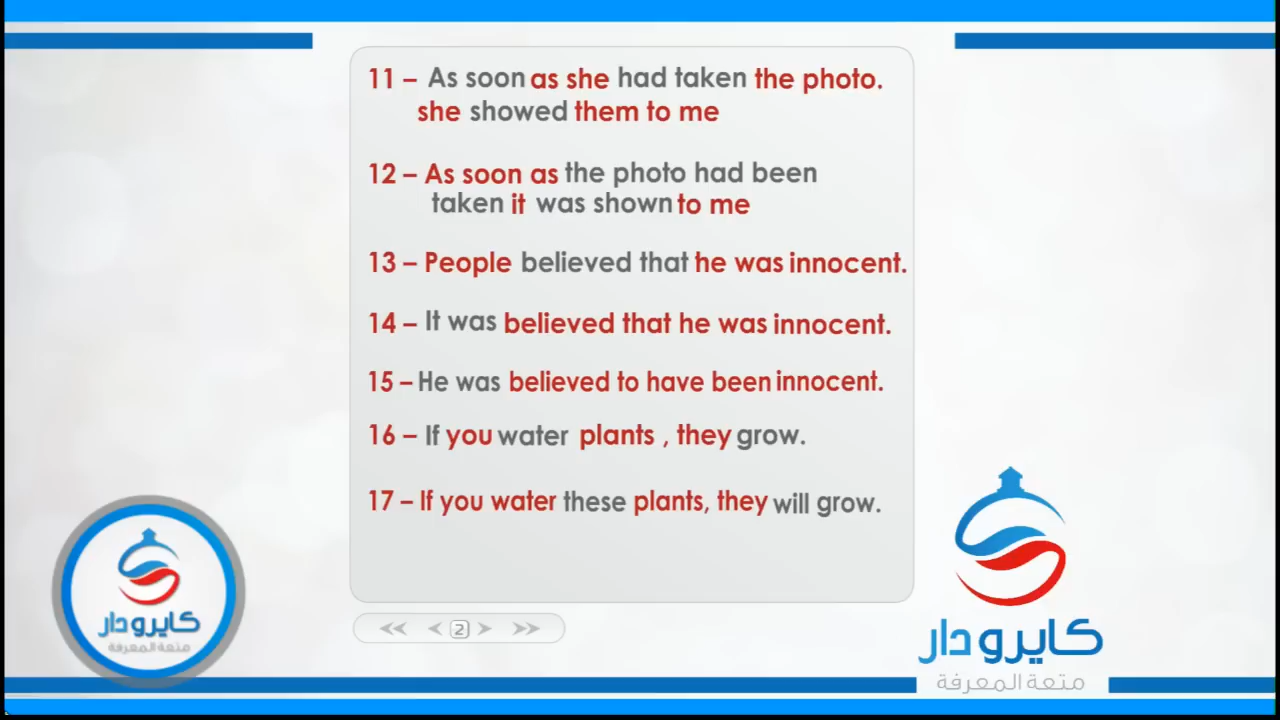 11 – As soon as she had taken the photo.
she showed them to me
12 – As soon as the photo had been
taken it was shown to me
13 – People believed that he was innocent.
14 – It was believed that he was innocent.
15 – He was believed to have been innocent.
16 – If you water plants , they grow.
17 – If you water these plants, they will grow.
2
كايرو دار
متعة المعرفة
كايرو دار
متعة المعرفة